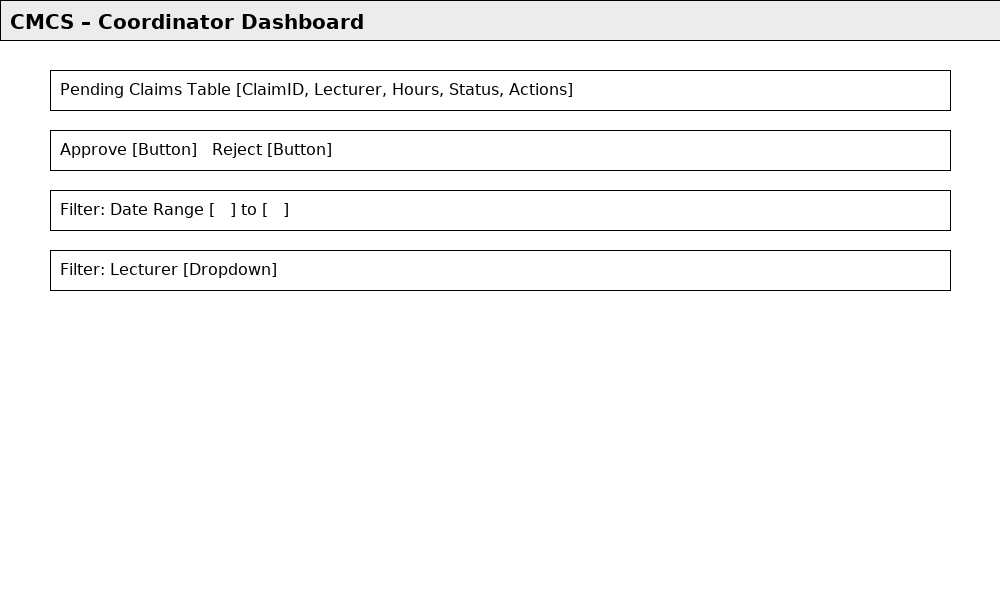 CMCS – Coordinator Dashboard
Pending Claims Table [ClaimID, Lecturer, Hours, Status, Actions]
Approve [Button]   Reject [Button]
Filter: Date Range [   ] to [   ]
Filter: Lecturer [Dropdown]